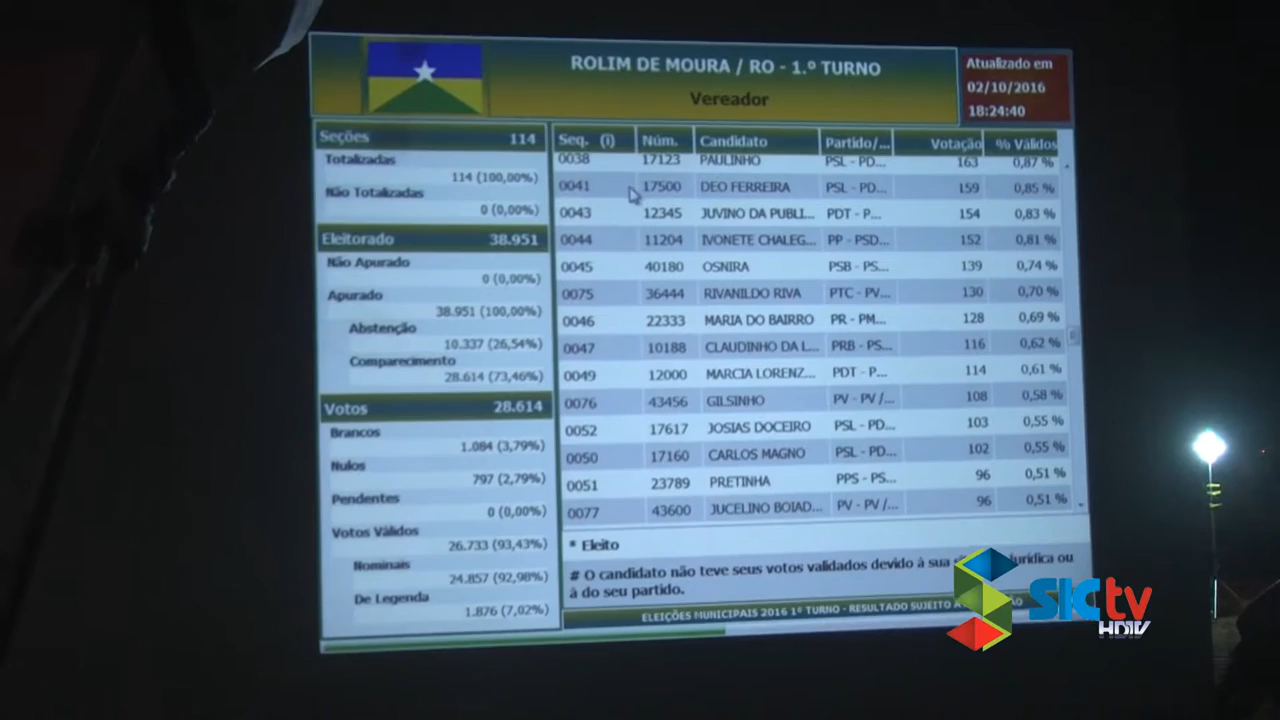 ROLIM DE MOURA / RO - 1.º TURNO
Vereador
Atualizado em
02/10/2016
18:24:40
Seções 114
Totalizadas
114 (100,00%)
Não Totalizadas
0 (0,00%)
Eleitorado 38.951
Não Apurado
0 (0,00%)
Apurado
38.951 (100,00%)
Abstenção
10.337 (26,54%)
Comparecimento
28.614 (73,46%)
Votos 28.614
Brancos
1.084 (3,79%)
Nulos
797 (2,79%)
Pendentes
0 (0,00%)
Votos Válidos
26.733 (93,43%)
Nominais
24.857 (92,98%)
De Legenda
1.876 (7,02%)
Seq. (i) Núm. Candidato Partido/... Votação % Válidos
0038 17123 PAULINHO PSL - PD... 163 0,87 %
0041 17500 DEO FERREIRA PSL - PD... 159 0,85 %
0043 12345 JUVINO DA PUBLI... PDT - P... 154 0,83 %
0044 11204 IVONETE CHALEG... PP - PSD... 152 0,81 %
0045 40180 OSNIRA PSB - PS... 139 0,74 %
0075 36444 RIVANILDO RIVA PTC - PV... 130 0,70 %
0046 22333 MARIA DO BAIRRO PR - PM... 128 0,69 %
0047 10188 CLAUDINHO DA L... PRB - PS... 116 0,62 %
0049 12000 MARCIA LORENZ... PDT - P... 114 0,61 %
0076 43456 GILSINHO PV - PV /... 108 0,58 %
0052 17617 JOSIAS DOCEIRO PSL - PD... 103 0,55 %
0050 17160 CARLOS MAGNO PSL - PD... 102 0,55 %
0051 23789 PRETINHA PPS - PS... 96 0,51 %
0077 43600 JUCELINO BOIAD... PV - PV /... 96 0,51 %
* Eleito
# O candidato não teve seus votos validados devido à sua jurídica ou
à do seu partido.
ELEIÇÕES MUNICIPAIS 2016 1º TURNO - RESULTADO SUJEITO A
SIC tv
HDTV